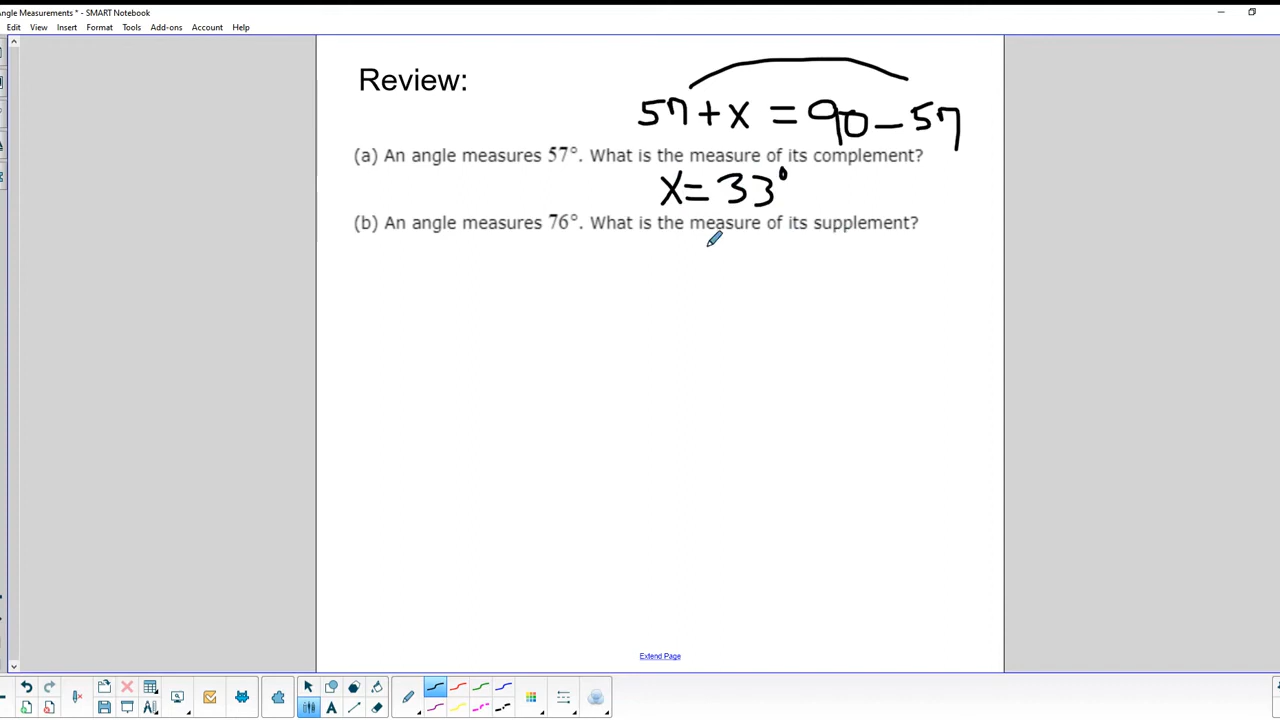 Angle Measurements * - SMART Notebook
Edit View Insert Format Tools Add-ons Account Help
Review:
57 + x = 90 - 57
(a) An angle measures 57°. What is the measure of its complement?
x = 33°
(b) An angle measures 76°. What is the measure of its supplement?
Extend Page